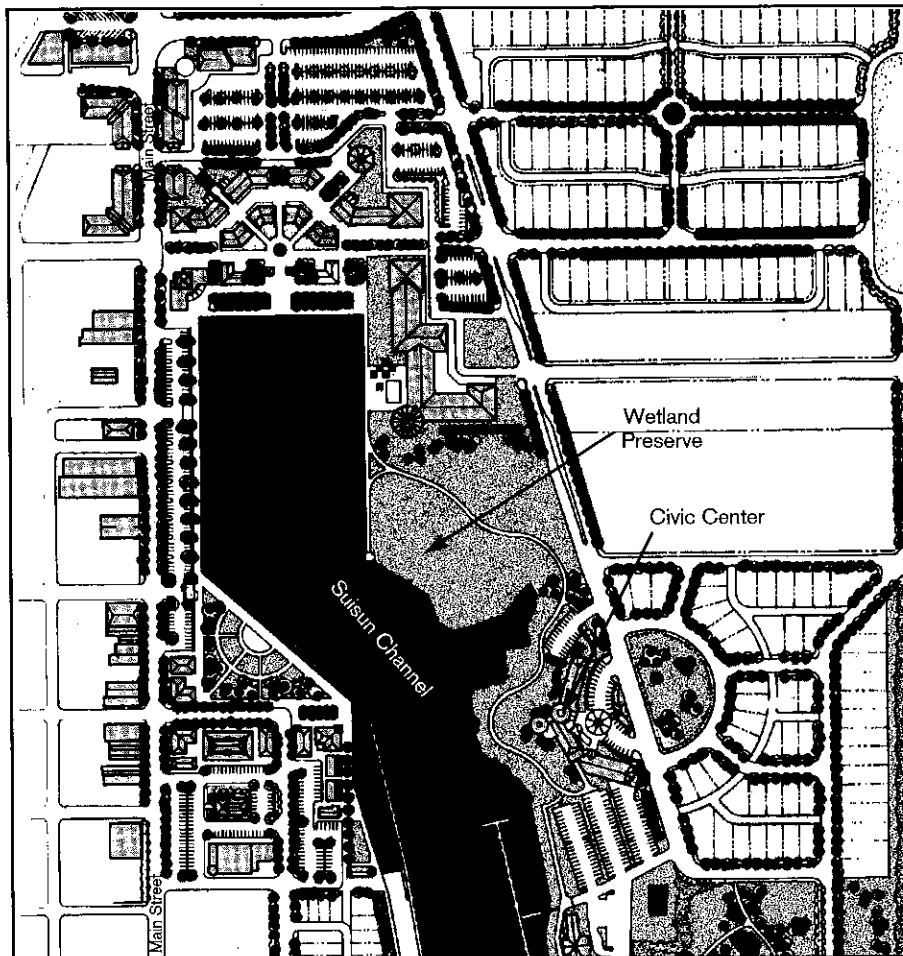 Main Street
Wetland
Preserve
Civic Center
Suisun Channel
Main Street